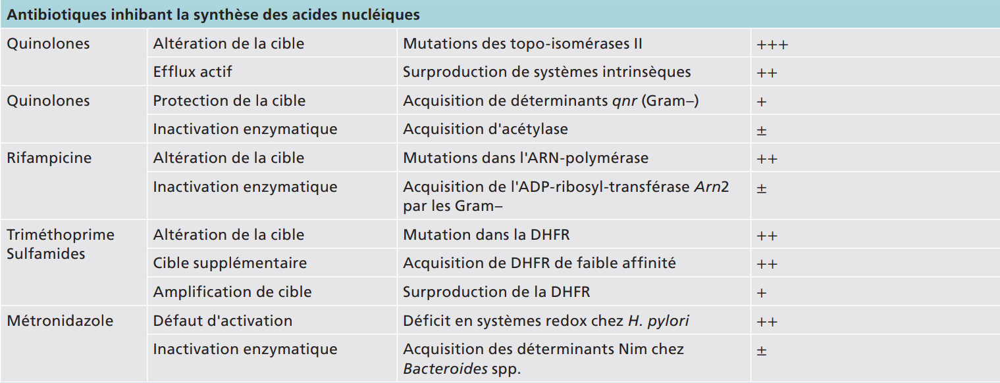 Antibiotiques inhibant la synthèse des acides nucléiques
Quinolones Altération de la cible Mutations des topo-isomérases II +++
Efflux actif Surproduction de systèmes intrinsèques ++
Quinolones Protection de la cible Acquisition de déterminants qnr (Gram–) +
Inactivation enzymatique Acquisition d'acétylase ±
Rifampicine Altération de la cible Mutations dans l'ARN-polymérase ++
Inactivation enzymatique Acquisition de l'ADP-ribosyl-transférase Arn2 ±
par les Gram–
Triméthoprime Altération de la cible Mutation dans la DHFR ++
Sulfamides
Cible supplémentaire Acquisition de DHFR de faible affinité ++
Amplification de cible Surproduction de la DHFR +
Métronidazole Défaut d'activation Déficit en systèmes redox chez H. pylori ++
Inactivation enzymatique Acquisition des déterminants Nim chez ±
Bacteroides spp.